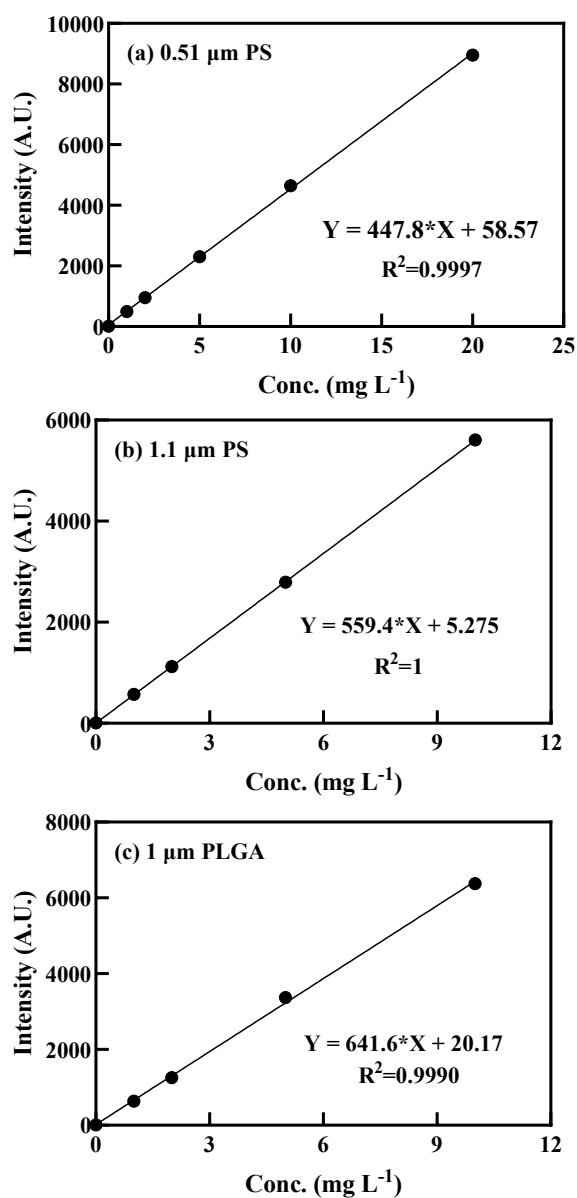 (a) 0.51 μm PS
10000
8000
6000
4000
2000
0
Intensity (A.U.)
Y = 447.8*X + 58.57
R²=0.9997
0 5 10 15 20 25
Conc. (mg L⁻¹)
(b) 1.1 μm PS
6000
4000
2000
0
Intensity (A.U.)
Y = 559.4*X + 5.275
R²=1
0 3 6 9 12
Conc. (mg L⁻¹)
(c) 1 μm PLGA
8000
6000
4000
2000
0
Intensity (A.U.)
Y = 641.6*X + 20.17
R²=0.9990
0 3 6 9 12
Conc. (mg L⁻¹)